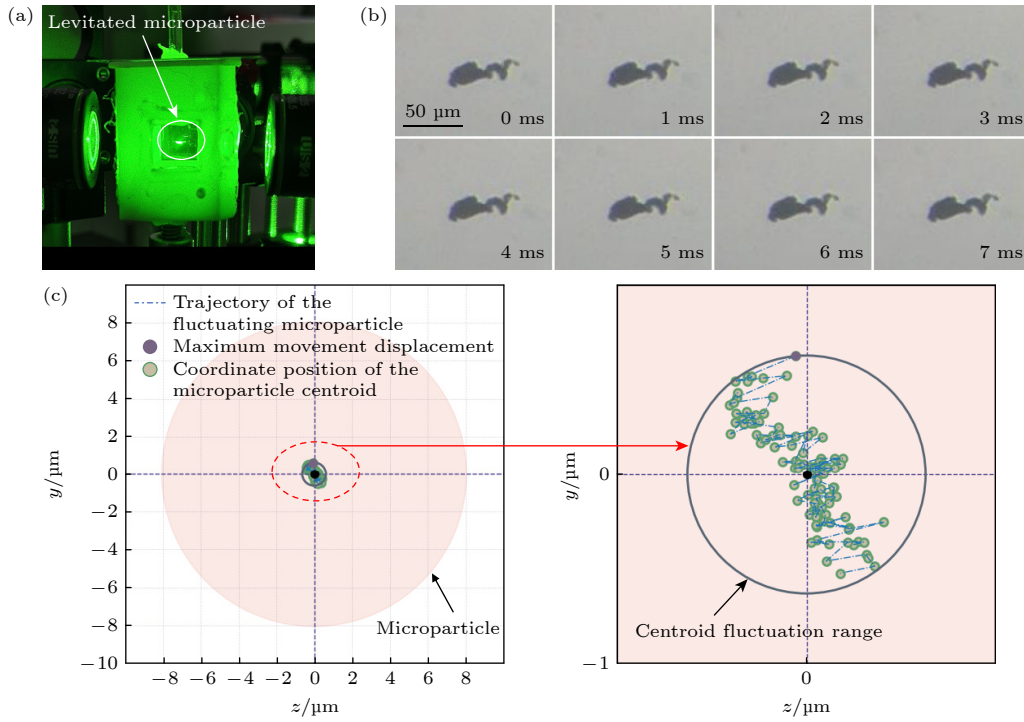 (a)
Levitated microparticle
(b)
50 µm
0 ms
1 ms
2 ms
3 ms
4 ms
5 ms
6 ms
7 ms
(c)
Trajectory of the
fluctuating microparticle
Maximum movement displacement
Coordinate position of the
microparticle centroid
8
6
4
2
0
−2
−4
−6
−8
−10
y/µm
−8
−6
−4
−2
0
2
4
6
8
z/µm
Microparticle
y/µm
0
−1
0
z/µm
Centroid fluctuation range